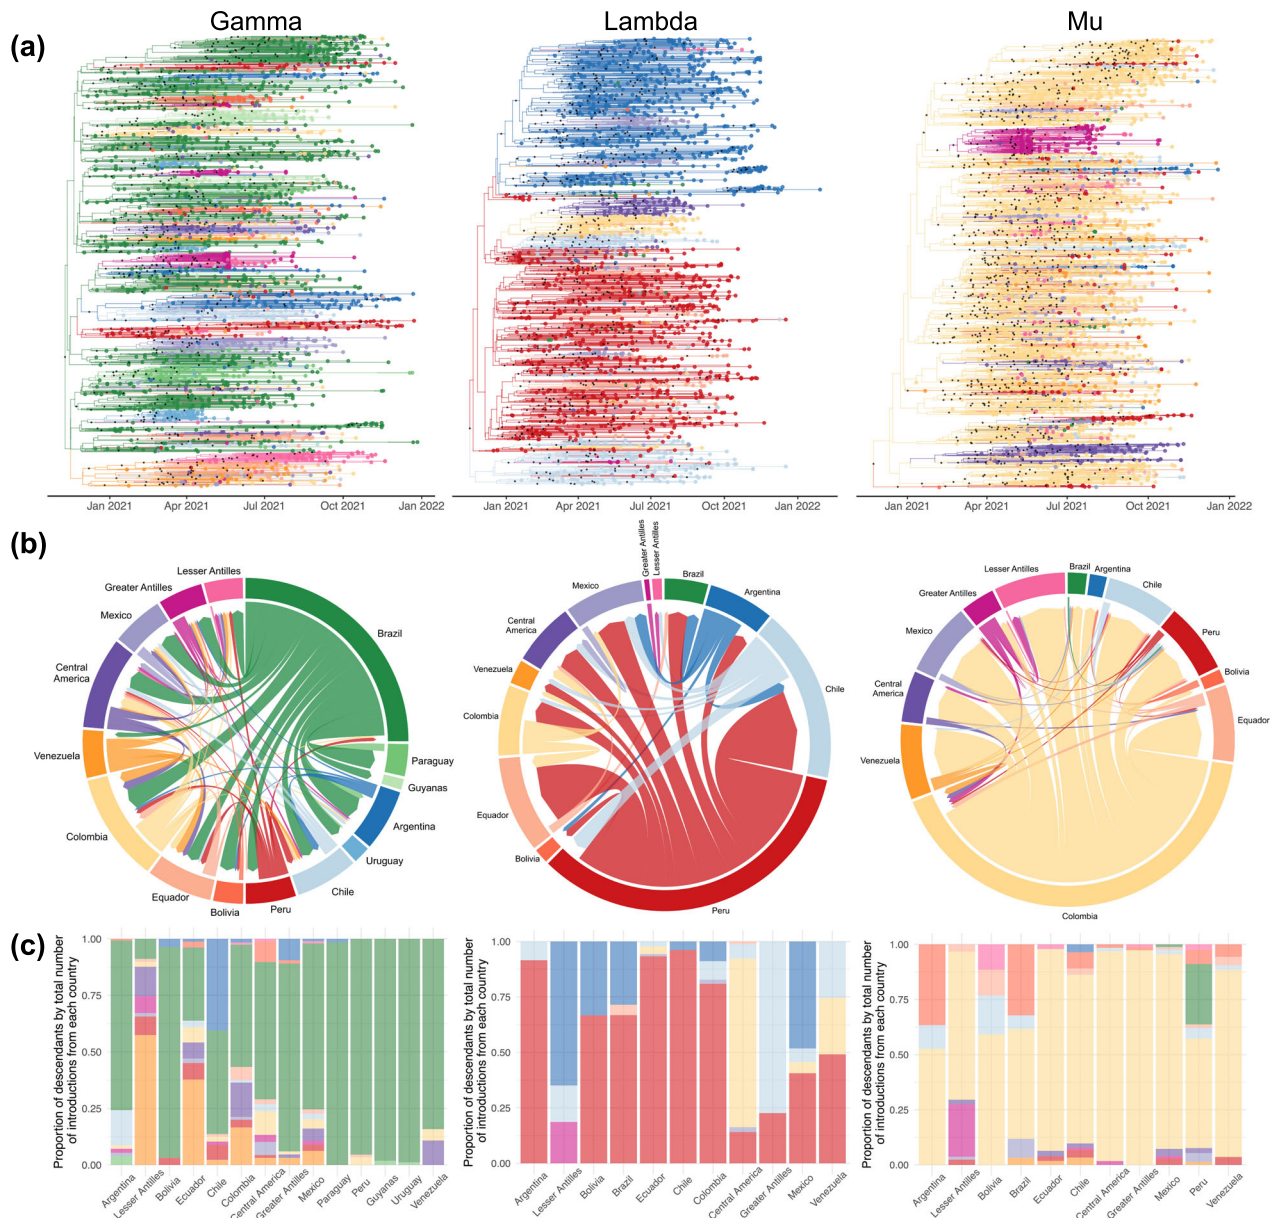 Gamma
Lambda
Mu
(a)
Jan 2021
Apr 2021
Jul 2021
Oct 2021
Jan 2022
Jan 2021
Apr 2021
Jul 2021
Oct 2021
Jan 2022
Jan 2021
Apr 2021
Jul 2021
Oct 2021
Jan 2022
(b)
Lesser Antilles
Greater Antilles
Mexico
Central
America
Venezuela
Colombia
Equador
Bolivia
Peru
Chile
Uruguay
Argentina
Guyanas
Paraguay
Brazil
Greater Antilles
Lesser Antilles
Brazil
Argentina
Mexico
Central
America
Venezuela
Colombia
Equador
Bolivia
Peru
Chile
Lesser Antilles
Brazil
Argentina
Chile
Greater Antilles
Mexico
Central
America
Venezuela
Colombia
Equador
Bolivia
Peru
(c)
Proportion of descendants by total number
of introductions from each country
1.00
0.75
0.50
0.25
0.00
Argentina
Lesser Antilles
Bolivia
Ecuador
Chile
Colombia
Central America
Greater Antilles
Mexico
Paraguay
Peru
Guyanas
Uruguay
Venezuela
Proportion of descendants by total number
of introductions from each country
1.00
0.75
0.50
0.25
0.00
Argentina
Lesser Antilles
Bolivia
Brazil
Ecuador
Chile
Colombia
Central America
Greater Antilles
Mexico
Venezuela
Proportion of descendants by total number
of introductions from each country
1.00
0.75
0.50
0.25
0.00
Argentina
Lesser Antilles
Bolivia
Brazil
Ecuador
Chile
Central America
Greater Antilles
Mexico
Peru
Venezuela